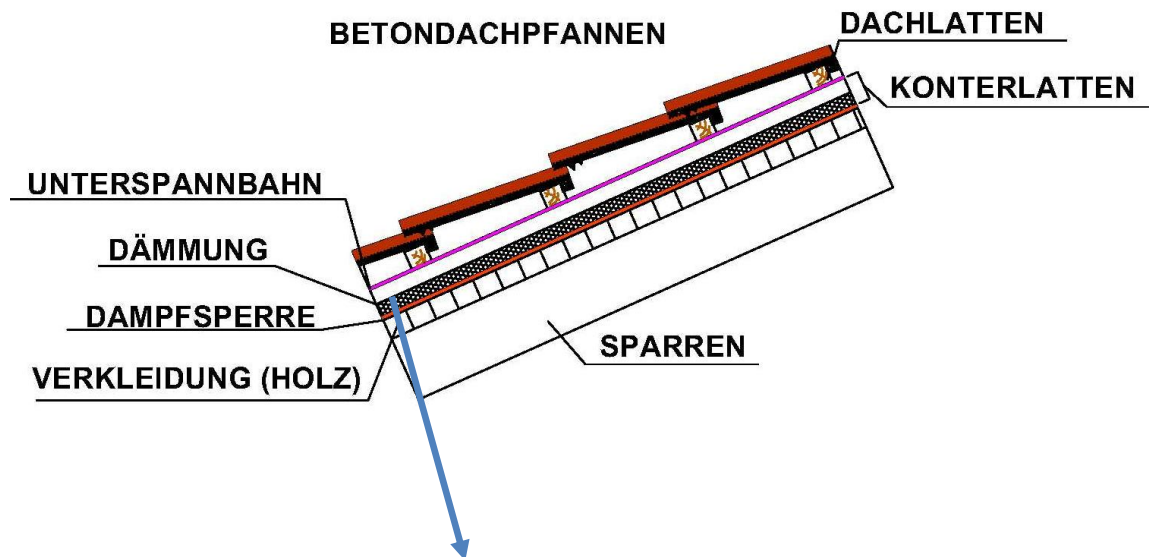 BETONDACHPFANNEN
DACHLATTEN
KONTERLATTEN
UNTERSPANNBAHN
DÄMMUNG
DAMPFSPERRE
SPARREN
VERKLEIDUNG (HOLZ)